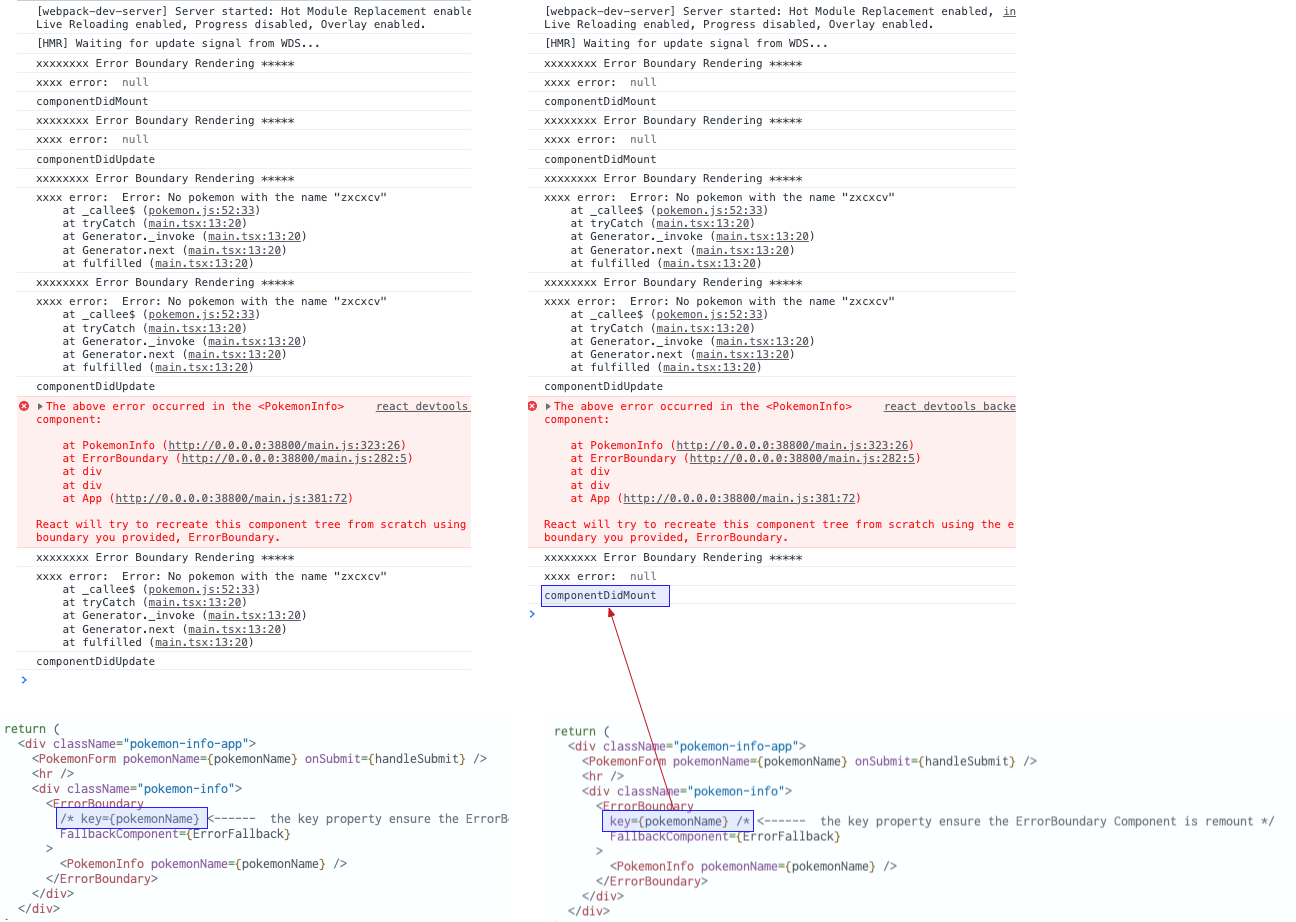 [webpack-dev-server] Server started: Hot Module Replacement enable
Live Reloading enabled, Progress disabled, Overlay enabled.
[HMR] Waiting for update signal from WDS...
xxxxxxxx Error Boundary Rendering *****
xxxx error:  null
componentDidMount
xxxxxxxx Error Boundary Rendering *****
xxxx error:  null
componentDidUpdate
xxxxxxxx Error Boundary Rendering *****
xxxx error:  Error: No pokemon with the name "zxcxcv"
    at _callee$ (pokemon.js:52:33)
    at tryCatch (main.tsx:13:20)
    at Generator._invoke (main.tsx:13:20)
    at Generator.next (main.tsx:13:20)
    at fulfilled (main.tsx:13:20)
xxxxxxxx Error Boundary Rendering *****
xxxx error:  Error: No pokemon with the name "zxcxcv"
    at _callee$ (pokemon.js:52:33)
    at tryCatch (main.tsx:13:20)
    at Generator._invoke (main.tsx:13:20)
    at Generator.next (main.tsx:13:20)
    at fulfilled (main.tsx:13:20)
componentDidUpdate
The above error occurred in the <PokemonInfo> react devtools
component:
    at PokemonInfo (http://0.0.0.0:38800/main.js:323:26)
    at ErrorBoundary (http://0.0.0.0:38800/main.js:282:5)
    at div
    at div
    at App (http://0.0.0.0:38800/main.js:381:72)
React will try to recreate this component tree from scratch using
boundary you provided, ErrorBoundary.
xxxxxxxx Error Boundary Rendering *****
xxxx error:  Error: No pokemon with the name "zxcxcv"
    at _callee$ (pokemon.js:52:33)
    at tryCatch (main.tsx:13:20)
    at Generator._invoke (main.tsx:13:20)
    at Generator.next (main.tsx:13:20)
    at fulfilled (main.tsx:13:20)
componentDidUpdate
>
return (
  <div className="pokemon-info-app">
    <PokemonForm pokemonName={pokemonName} onSubmit={handleSubmit} />
    <hr />
    <div className="pokemon-info">
      <ErrorBoundary
        /* key={pokemonName} <------  the key property ensure the ErrorB
        FallbackComponent={ErrorFallback}
      >
        <PokemonInfo pokemonName={pokemonName} />
      </ErrorBoundary>
    </div>
  </div>
[webpack-dev-server] Server started: Hot Module Replacement enabled, in
Live Reloading enabled, Progress disabled, Overlay enabled.
[HMR] Waiting for update signal from WDS...
xxxxxxxx Error Boundary Rendering *****
xxxx error:  null
componentDidMount
xxxxxxxx Error Boundary Rendering *****
xxxx error:  null
componentDidMount
xxxxxxxx Error Boundary Rendering *****
xxxx error:  Error: No pokemon with the name "zxcxcv"
    at _callee$ (pokemon.js:52:33)
    at tryCatch (main.tsx:13:20)
    at Generator._invoke (main.tsx:13:20)
    at Generator.next (main.tsx:13:20)
    at fulfilled (main.tsx:13:20)
xxxxxxxx Error Boundary Rendering *****
xxxx error:  Error: No pokemon with the name "zxcxcv"
    at _callee$ (pokemon.js:52:33)
    at tryCatch (main.tsx:13:20)
    at Generator._invoke (main.tsx:13:20)
    at Generator.next (main.tsx:13:20)
    at fulfilled (main.tsx:13:20)
componentDidUpdate
The above error occurred in the <PokemonInfo> react devtools backe
component:
    at PokemonInfo (http://0.0.0.0:38800/main.js:323:26)
    at ErrorBoundary (http://0.0.0.0:38800/main.js:282:5)
    at div
    at div
    at App (http://0.0.0.0:38800/main.js:381:72)
React will try to recreate this component tree from scratch using the e
boundary you provided, ErrorBoundary.
xxxxxxxx Error Boundary Rendering *****
xxxx error:  null
componentDidMount
>
return (
  <div className="pokemon-info-app">
    <PokemonForm pokemonName={pokemonName} onSubmit={handleSubmit} />
    <hr />
    <div className="pokemon-info">
      <ErrorBoundary
        key={pokemonName} /* <------  the key property ensure the ErrorBoundary Component is remount */
        FallbackComponent={ErrorFallback}
      >
        <PokemonInfo pokemonName={pokemonName} />
      </ErrorBoundary>
    </div>
  </div>